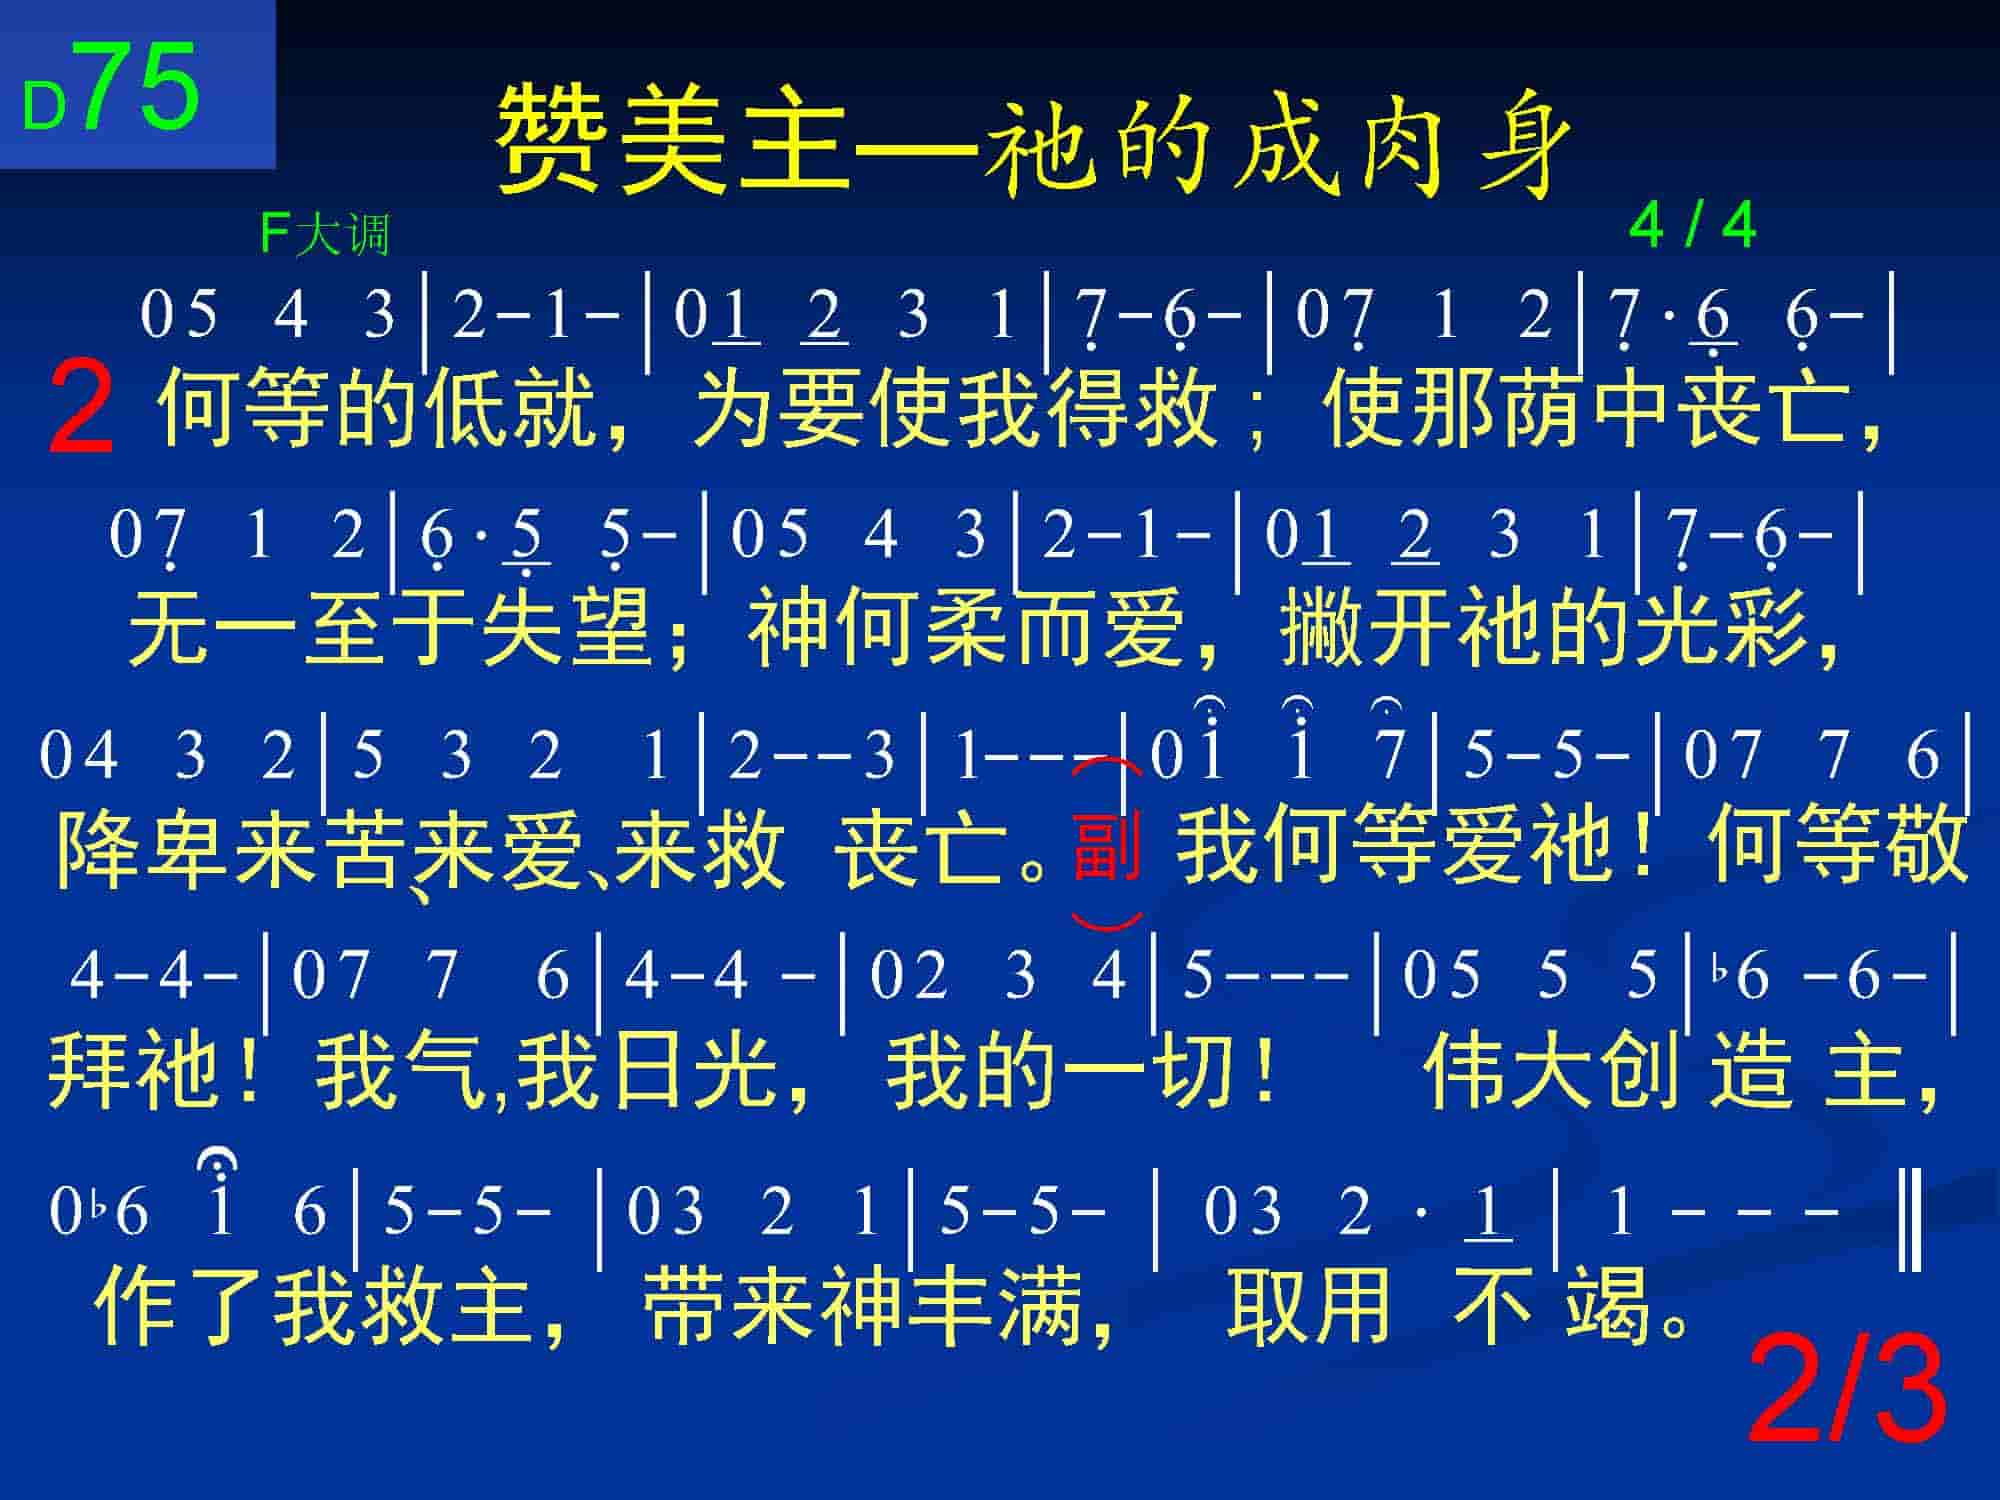 D75
赞美主—祂的成肉身
F大调 4 / 4
05 4 3|2-1-|01 2 3 1|7-6-|07 1 2|7·6 6-|
2 何等的低就，为要使我得救；使那荫中丧亡，
07 1 2|6·5 5-|05 4 3|2-1-|01 2 3 1|7-6-|
无一至于失望；神何柔而爱，撇开祂的光彩，
04 3 2|5 3 2 1|2--3|1---|01 1 7|5-5-|07 7 6|
降卑来苦、来爱、来救 丧亡。（副）我何等爱祂！何等敬
4-4-|07 7 6|4-4 -|02 3 4|5---|05 5 5|♭6 -6-|
拜祂！我气,我日光，我的一切！ 伟大创 造 主，
0♭6 1 6|5-5-|03 2 1|5-5-|03 2 · 1|1 - - -‖
作了我救主，带来神丰满， 取用 不 竭。
2/3